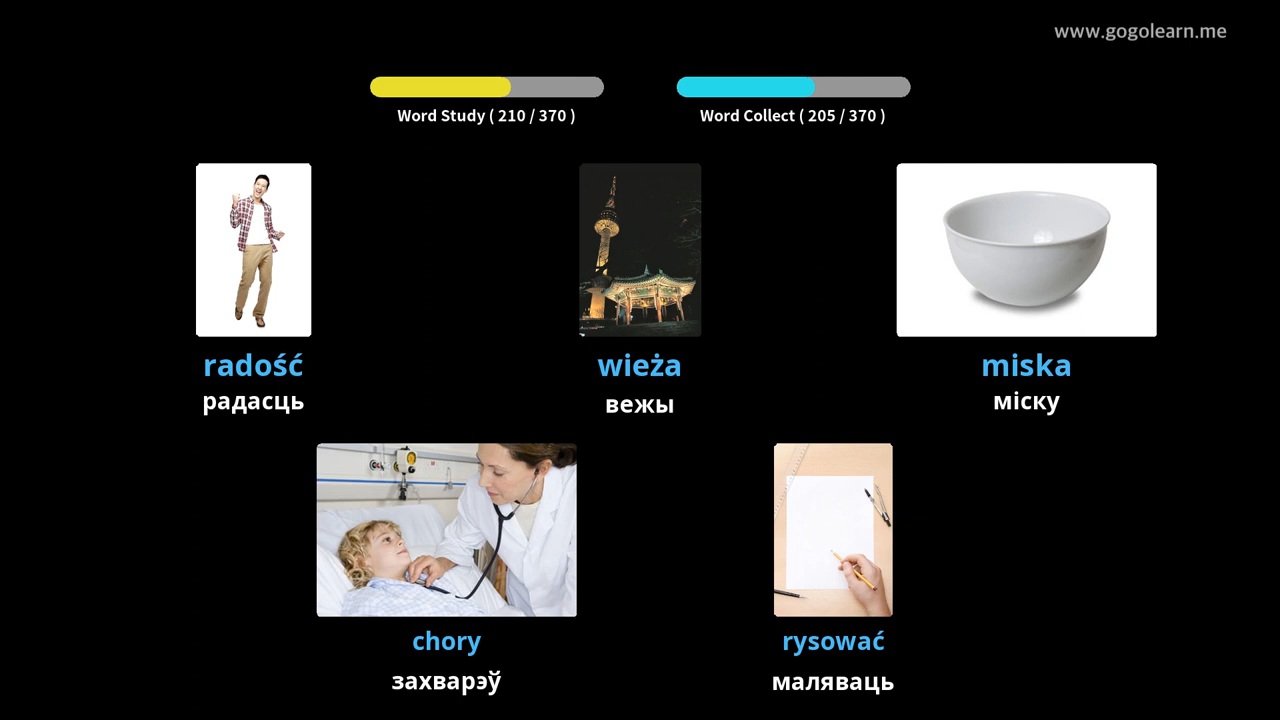 www.gogolearn.me
Word Study ( 210 / 370 )
Word Collect ( 205 / 370 )
radość
радасць
wieża
вежы
miska
міску
chory
захварэў
rysować
маляваць